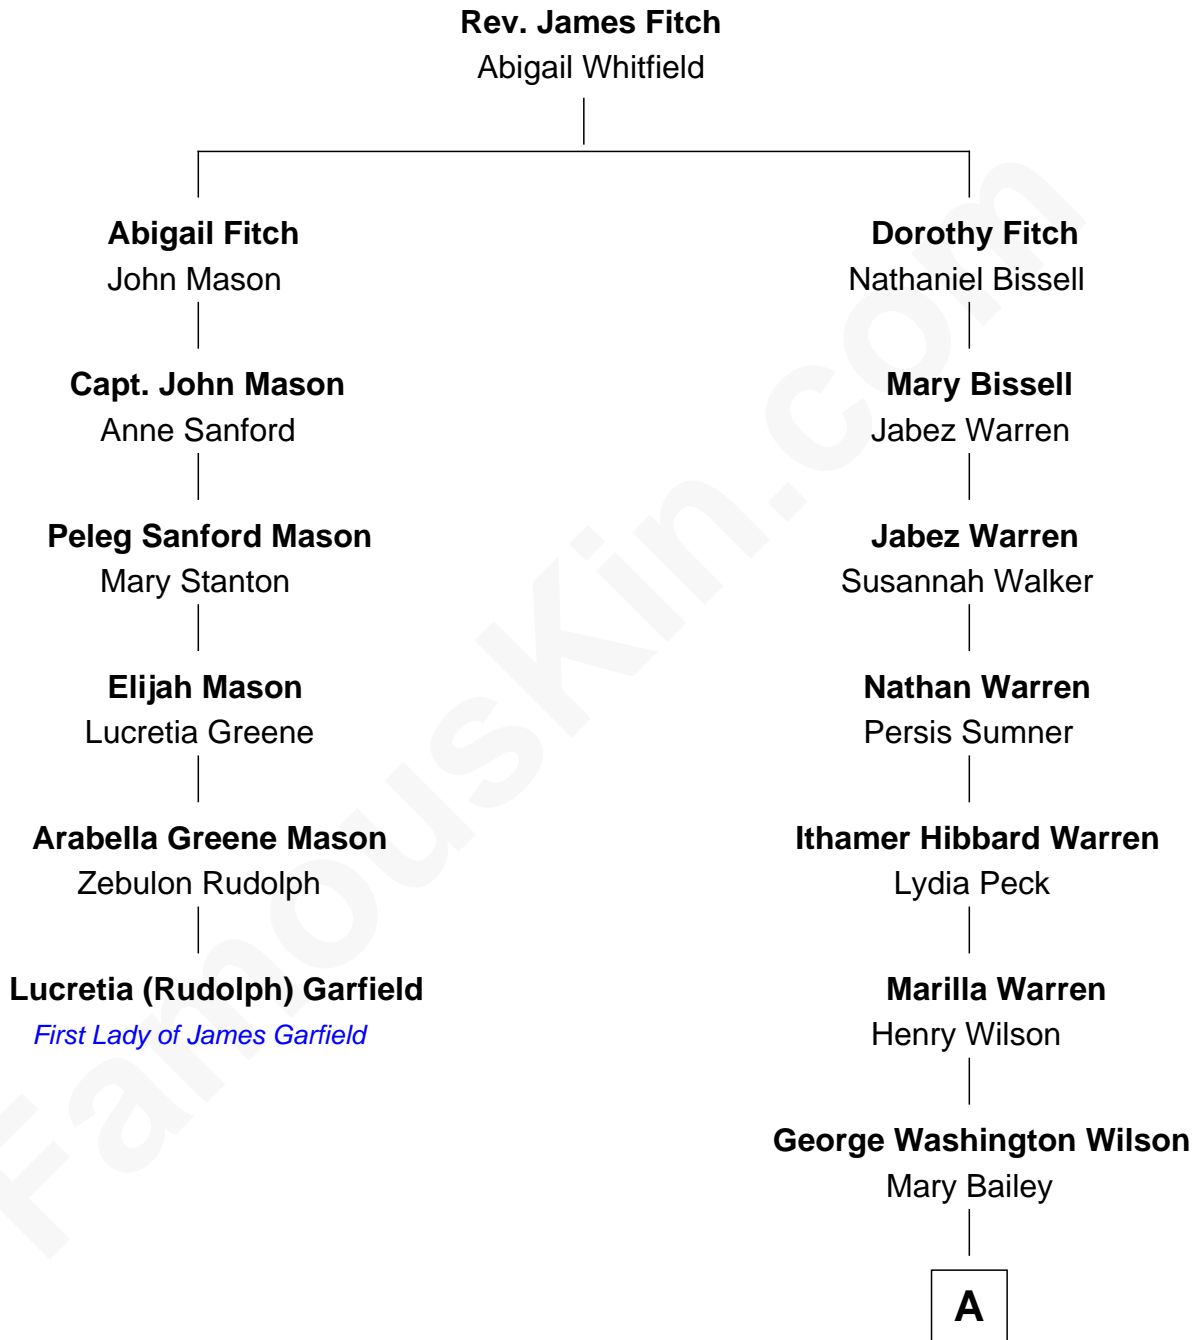 Rev. James Fitch
Abigail Whitfield
Abigail Fitch
John Mason
Capt. John Mason
Anne Sanford
Peleg Sanford Mason
Mary Stanton
Elijah Mason
Lucretia Greene
Arabella Greene Mason
Zebulon Rudolph
Lucretia (Rudolph) Garfield
First Lady of James Garfield
Dorothy Fitch
Nathaniel Bissell
Mary Bissell
Jabez Warren
Jabez Warren
Susannah Walker
Nathan Warren
Persis Sumner
Ithamer Hibbard Warren
Lydia Peck
Marilla Warren
Henry Wilson
George Washington Wilson
Mary Bailey
A
FamousKin.com